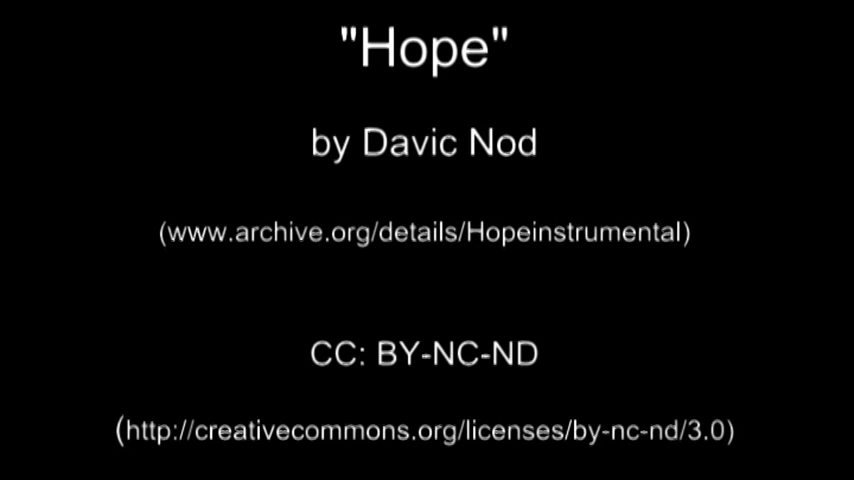 "Hope"
by Davic Nod
(www.archive.org/details/Hopeinstrumental)
CC: BY-NC-ND
(http://creativecommons.org/licenses/by-nc-nd/3.0)